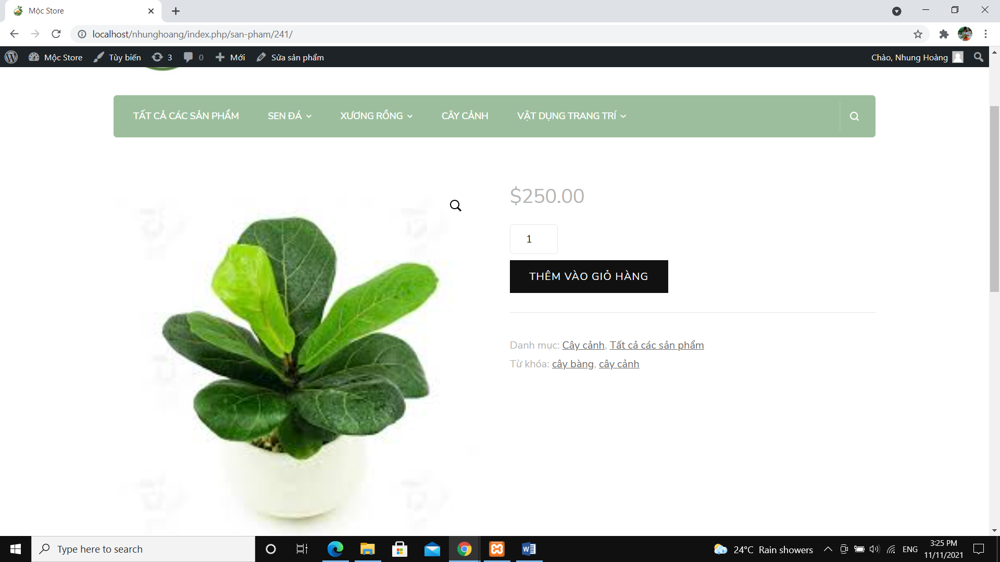 Mộc Store
localhost/nhunghoang/index.php/san-pham/241/
Mộc Store Tùy biến 3 0 Mới Sửa sản phẩm Chào, Nhung Hoàng
TẤT CẢ CÁC SẢN PHẨM SEN ĐÁ XƯƠNG RỒNG CÂY CẢNH VẬT DỤNG TRANG TRÍ
$250.00
1
THÊM VÀO GIỎ HÀNG
Danh mục: Cây cảnh, Tất cả các sản phẩm
Từ khóa: cây bàng, cây cảnh
Type here to search
24°C Rain showers
ENG
3:25 PM
11/11/2021